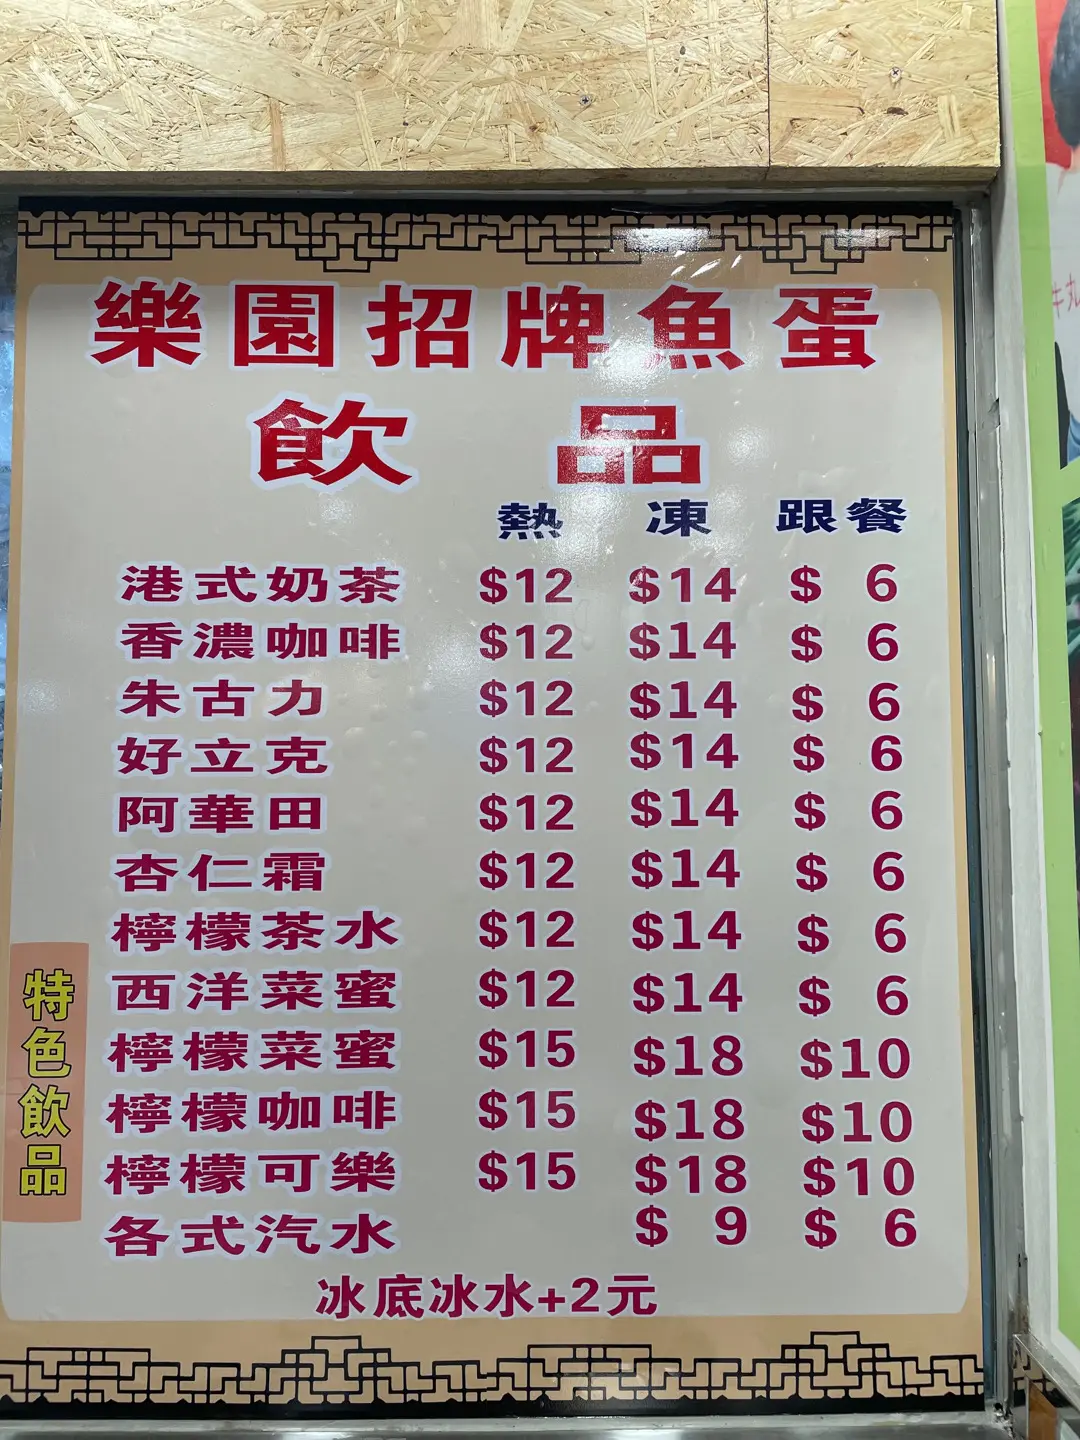 樂園招牌魚蛋
飲 品
熱 凍 跟餐
港式奶茶 $12 $14 $ 6
香濃咖啡 $12 $14 $ 6
朱古力 $12 $14 $ 6
好立克 $12 $14 $ 6
阿華田 $12 $14 $ 6
杏仁霜 $12 $14 $ 6
檸檬茶水 $12 $14 $ 6
西洋菜蜜 $12 $14 $ 6
檸檬菜蜜 $15 $18 $10
檸檬咖啡 $15 $18 $10
檸檬可樂 $15 $18 $10
各式汽水 $ 9 $ 6
特色飲品
冰底冰水+2元
牛丸